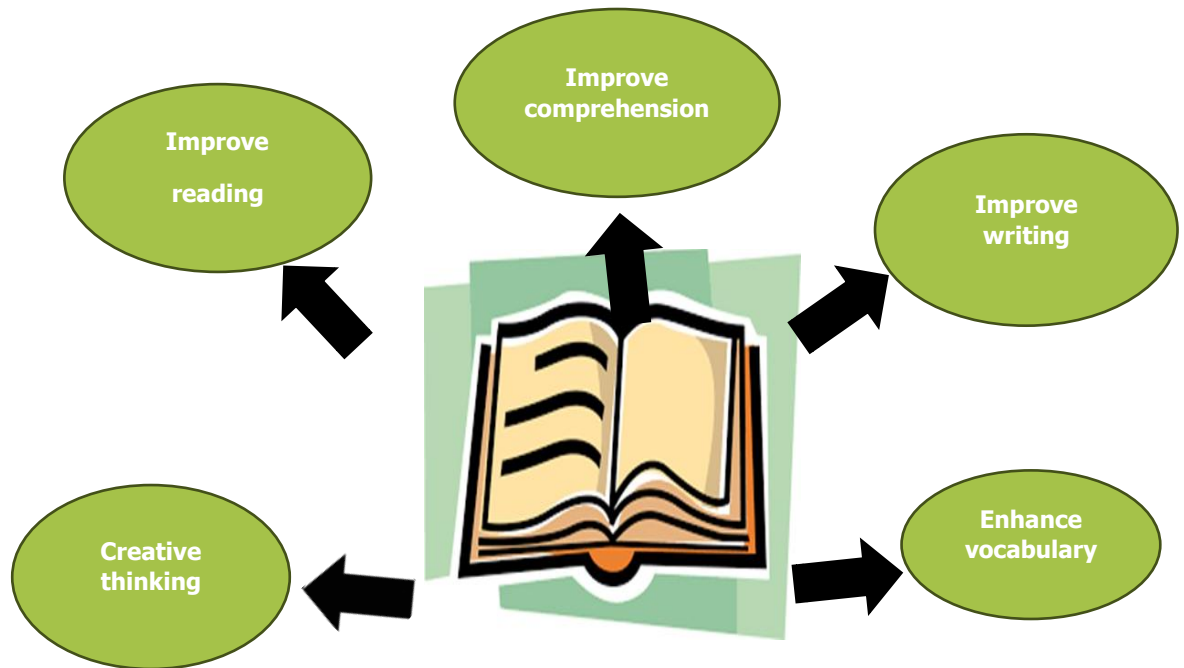 Improve
comprehension
Improve
reading
Improve
writing
Creative
thinking
Enhance
vocabulary